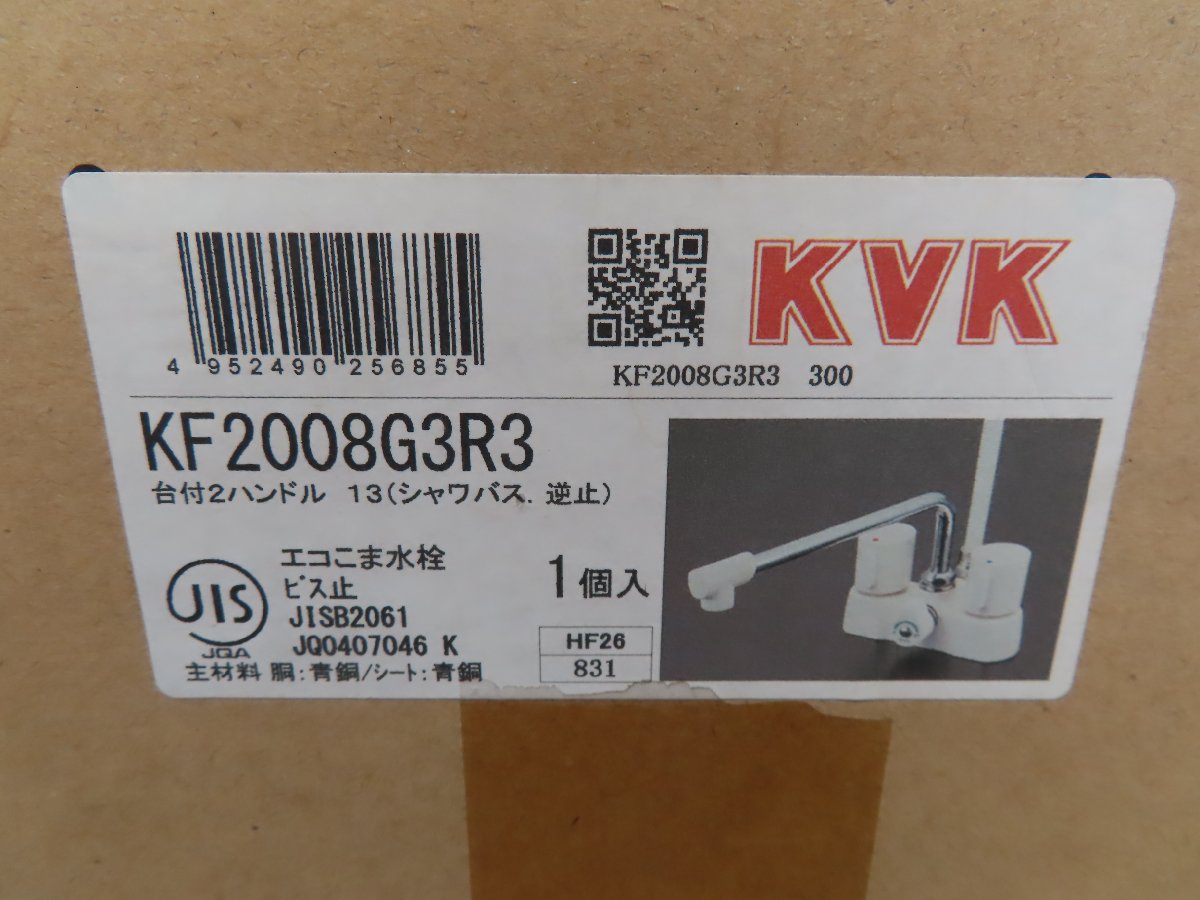 4 952490 256855
KVK
KF2008G3R3 300
KF2008G3R3
台付2ハンドル 13(シャワバス.逆止)
エコこま水栓
ビス止
JISB2061
JQ0407046 K
JIS
JQA
1個入
HF26
831
主材料 胴:青銅/シート:青銅